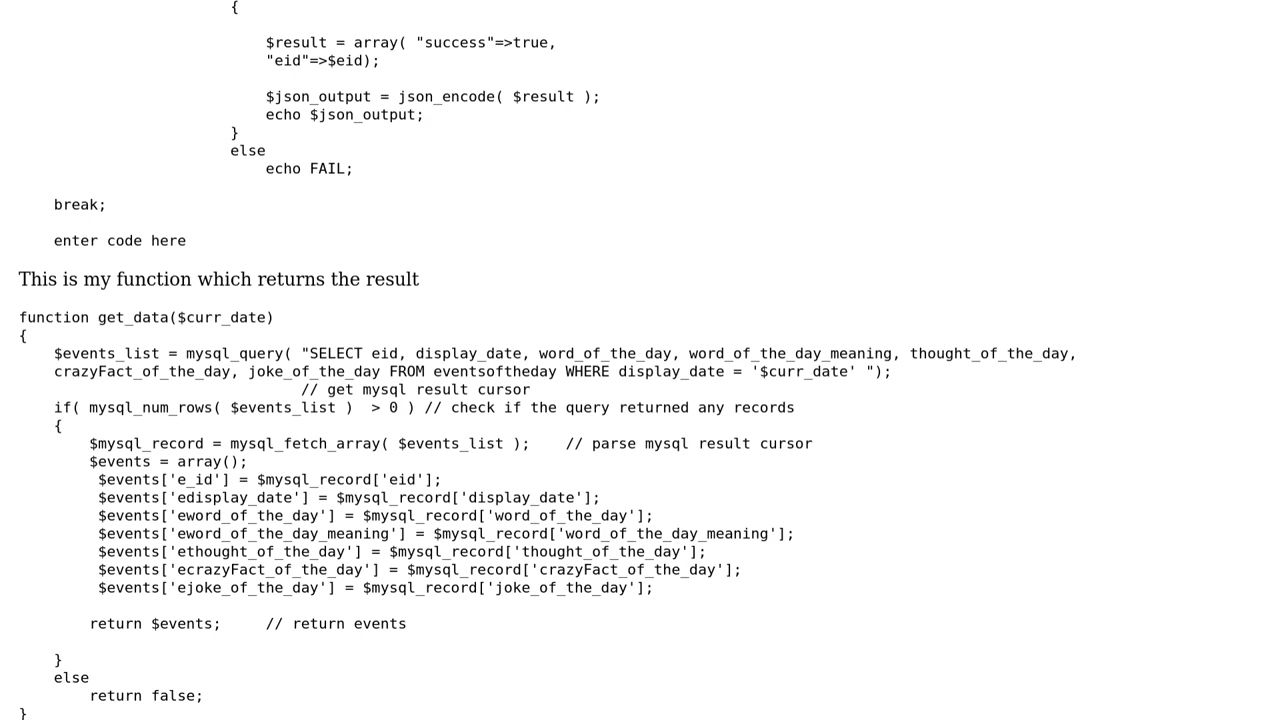 {
$result = array( "success"=>true,
"eid"=>$eid);
$json_output = json_encode( $result );
echo $json_output;
}
else
echo FAIL;
break;
enter code here
This is my function which returns the result
function get_data($curr_date)
{
$events_list = mysql_query( "SELECT eid, display_date, word_of_the_day, word_of_the_day_meaning, thought_of_the_day,
crazyFact_of_the_day, joke_of_the_day FROM eventsoftheday WHERE display_date = '$curr_date' ");
// get mysql result cursor
if( mysql_num_rows( $events_list )  > 0 ) // check if the query returned any records
{
$mysql_record = mysql_fetch_array( $events_list );    // parse mysql result cursor
$events = array();
$events['e_id'] = $mysql_record['eid'];
$events['edisplay_date'] = $mysql_record['display_date'];
$events['eword_of_the_day'] = $mysql_record['word_of_the_day'];
$events['eword_of_the_day_meaning'] = $mysql_record['word_of_the_day_meaning'];
$events['ethought_of_the_day'] = $mysql_record['thought_of_the_day'];
$events['ecrazyFact_of_the_day'] = $mysql_record['crazyFact_of_the_day'];
$events['ejoke_of_the_day'] = $mysql_record['joke_of_the_day'];
return $events;     // return events
}
else
return false;
}